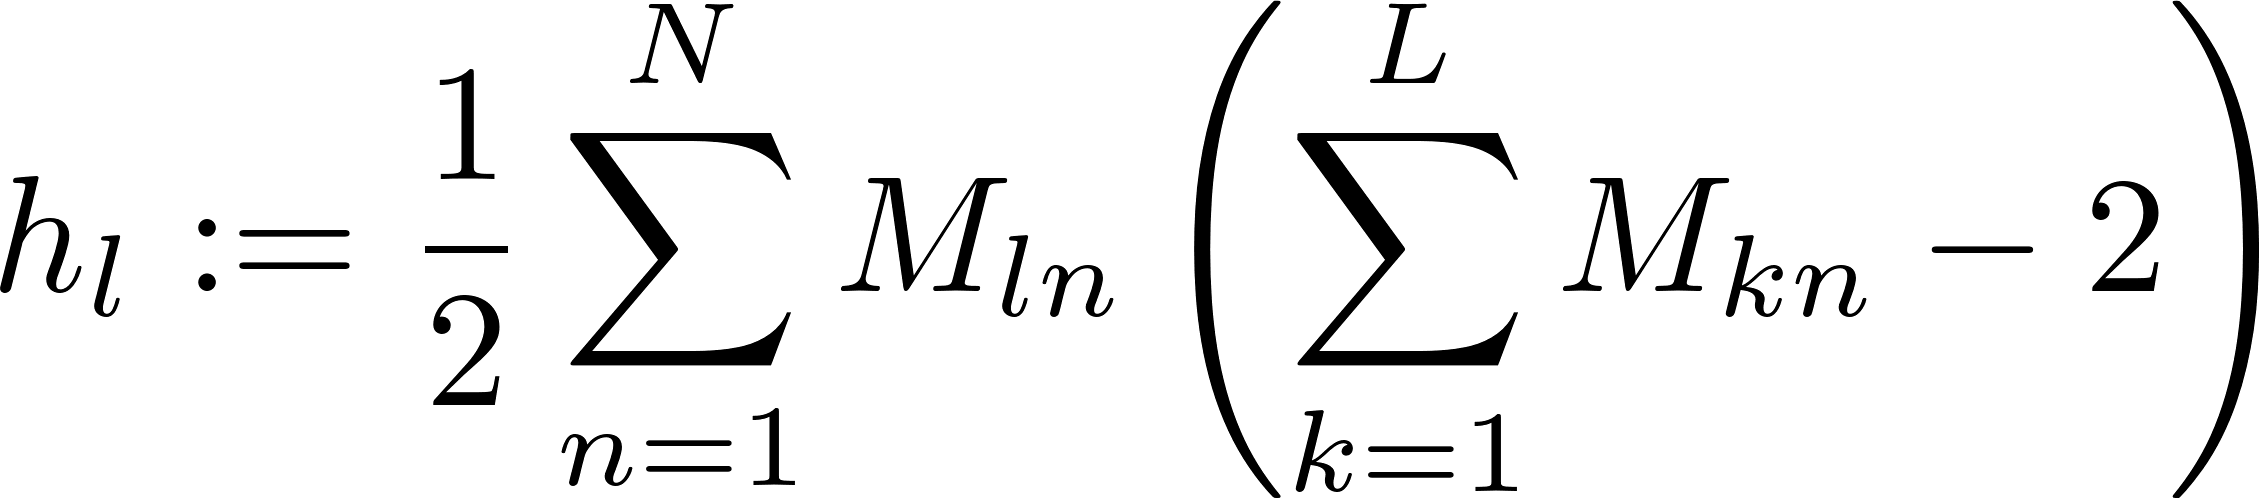 h_l := \frac{1}{2} \sum_{n=1}^{N} M_{ln} \left( \sum_{k=1}^{L} M_{kn} - 2 \right)